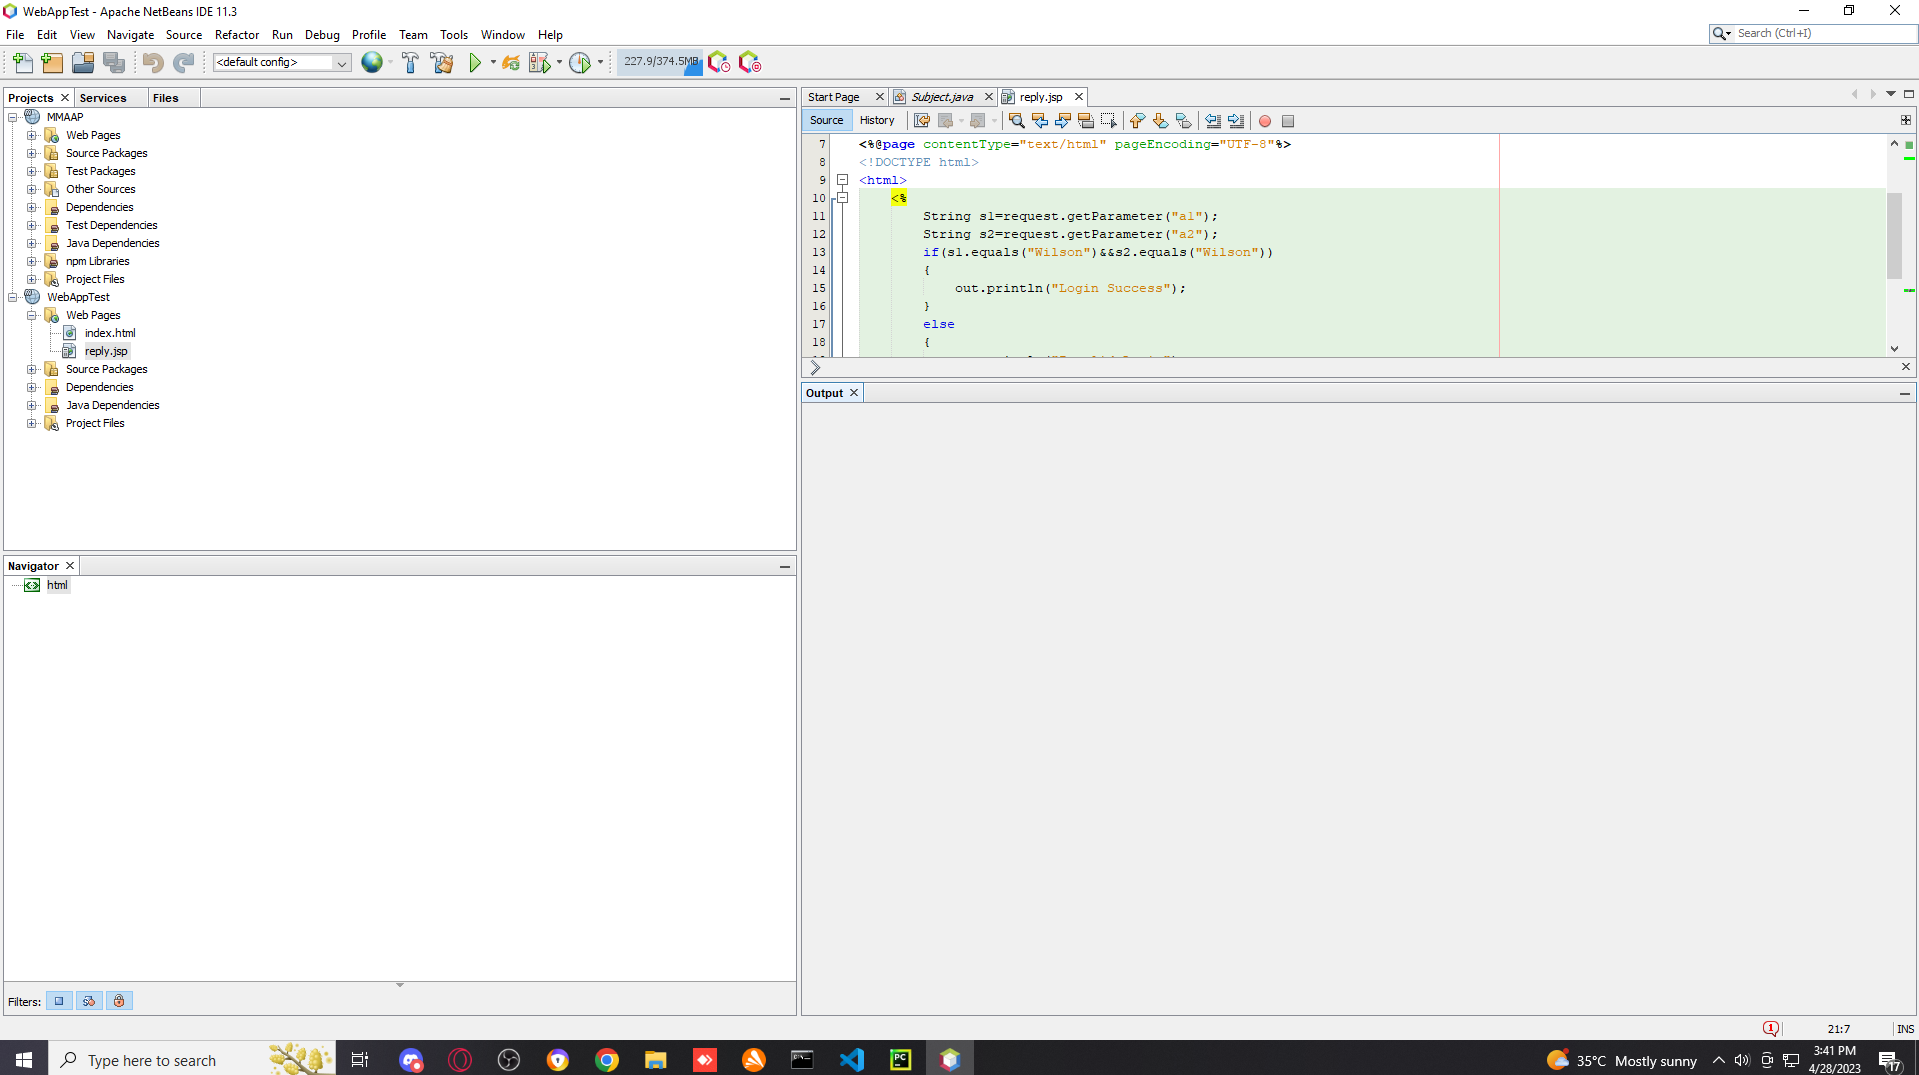 WebAppTest - Apache NetBeans IDE 11.3
File Edit View Navigate Source Refactor Run Debug Profile Team Tools Window Help
Search (Ctrl+I)
<default config>
227.9/374.5MB
Projects Services Files
MMAAP
Web Pages
Source Packages
Test Packages
Other Sources
Dependencies
Test Dependencies
Java Dependencies
npm Libraries
Project Files
WebAppTest
Web Pages
index.html
reply.jsp
Source Packages
Dependencies
Java Dependencies
Project Files
Navigator
html
Filters:
Start Page Subject.java reply.jsp
Source History
7 <%@page contentType="text/html" pageEncoding="UTF-8"%>
8 <!DOCTYPE html>
9 <html>
10 <%
11 String s1=request.getParameter("a1");
12 String s2=request.getParameter("a2");
13 if(s1.equals("Wilson")&&s2.equals("Wilson"))
14 {
15 out.println("Login Success");
16 }
17 else
18 {
Output
1 21:7 INS
Type here to search
35°C Mostly sunny
3:41 PM
4/28/2023
17